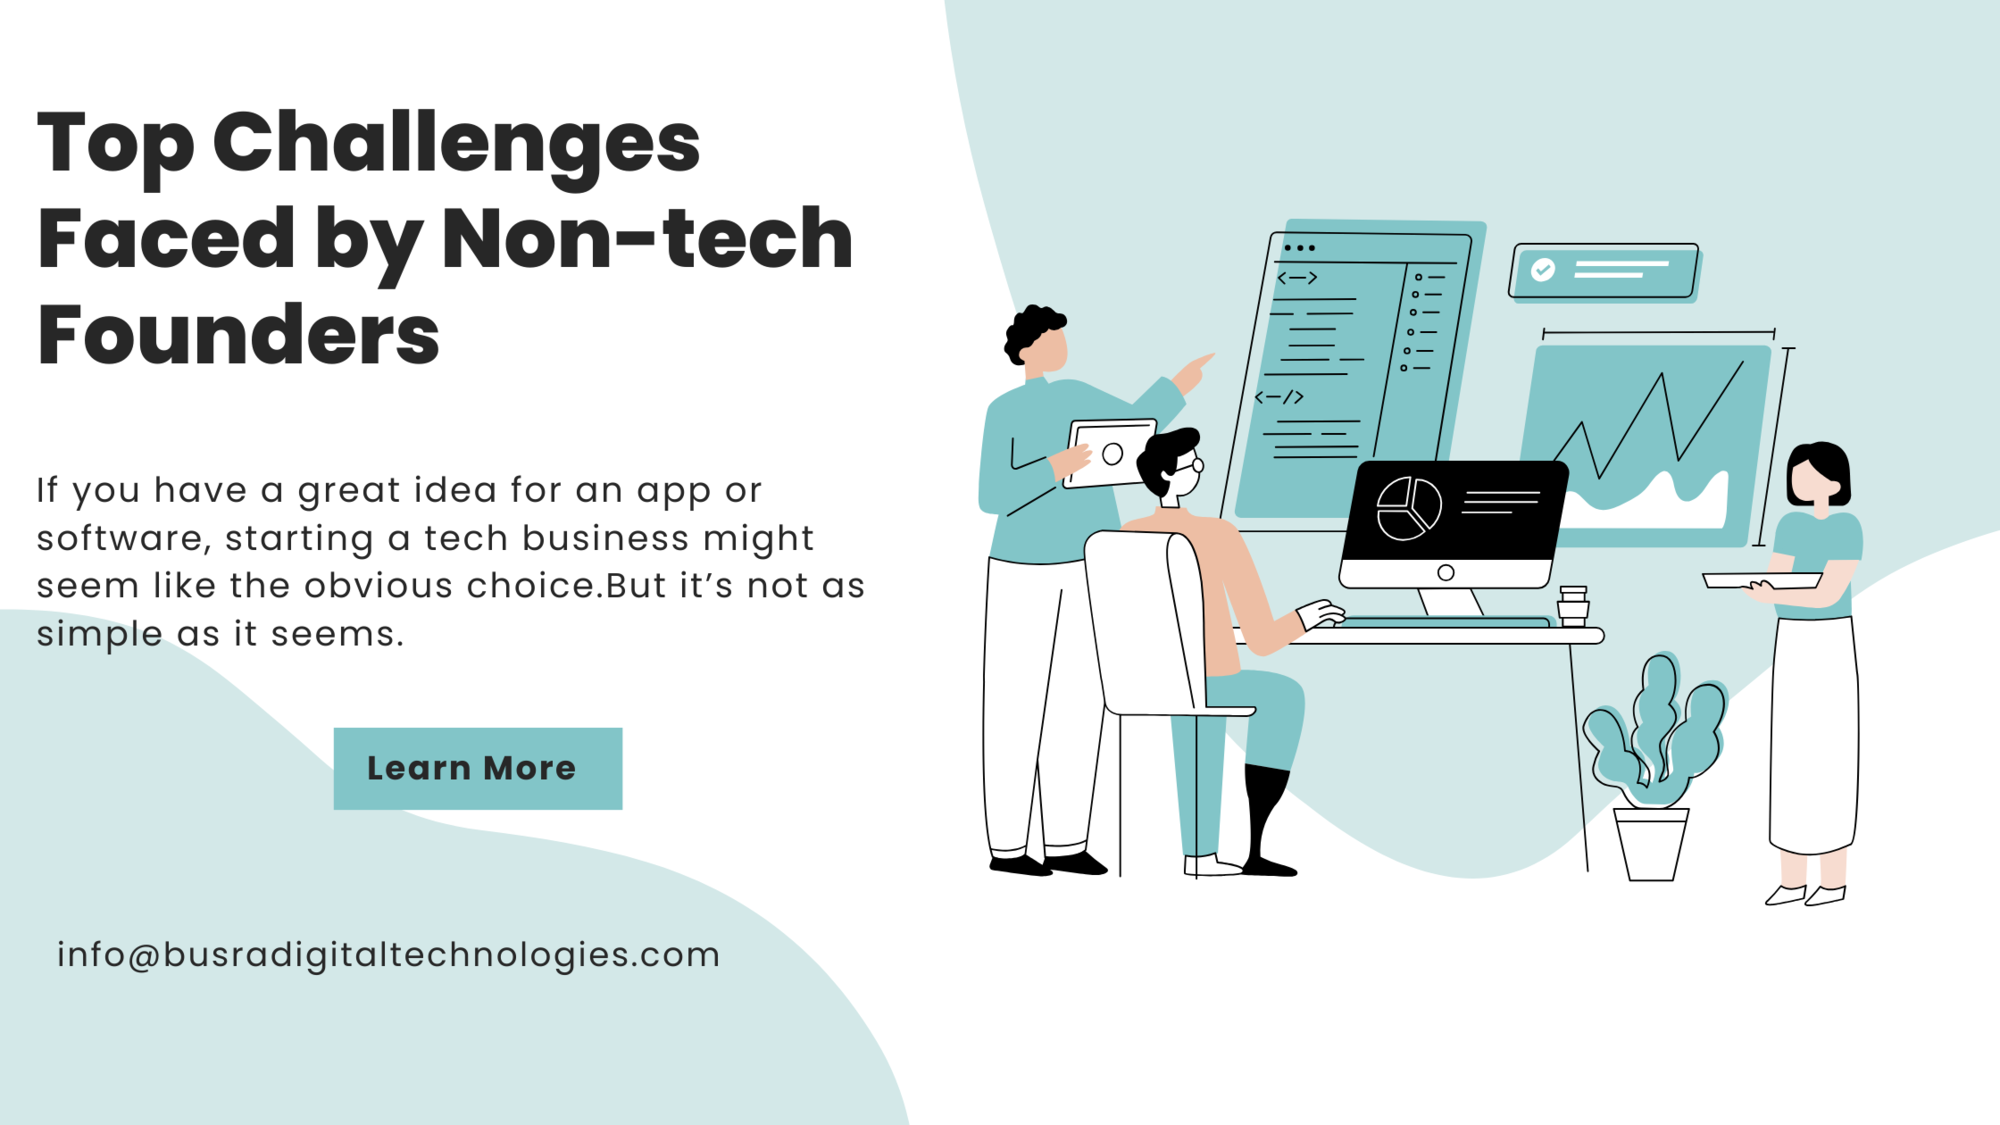 Top Challenges
Faced by Non-tech
Founders
If you have a great idea for an app or
software, starting a tech business might
seem like the obvious choice.But it’s not as
simple as it seems.
Learn More
info@busradigitaltechnologies.com